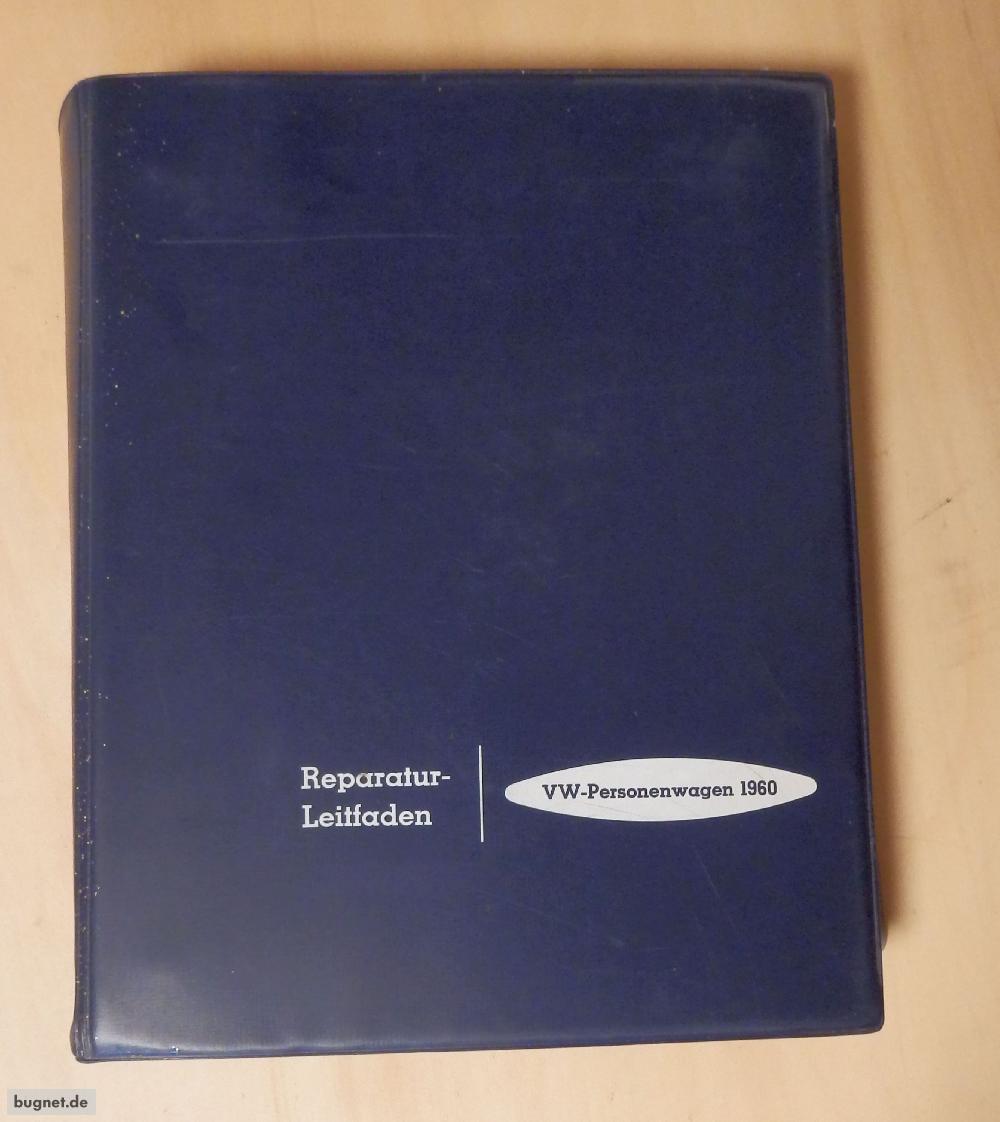 Reparatur-
Leitfaden
VW-Personenwagen 1960
bugnet.de